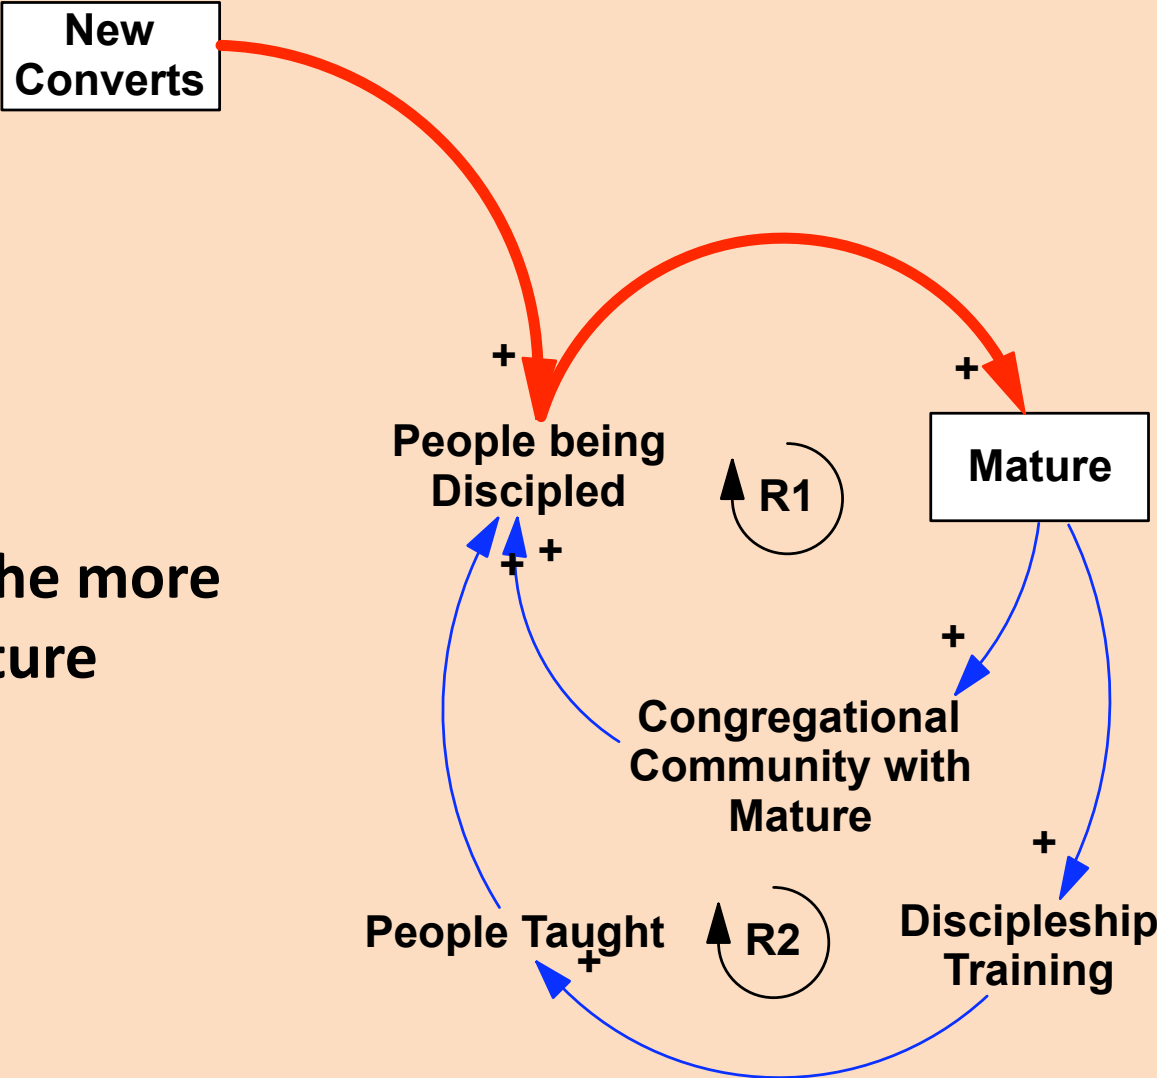 New
Converts
+
+
People being
Discipled
R1
Mature
+
+
he more
ture
+
Congregational
Community with
Mature
+
People Taught
+
R2
Discipleship
Training